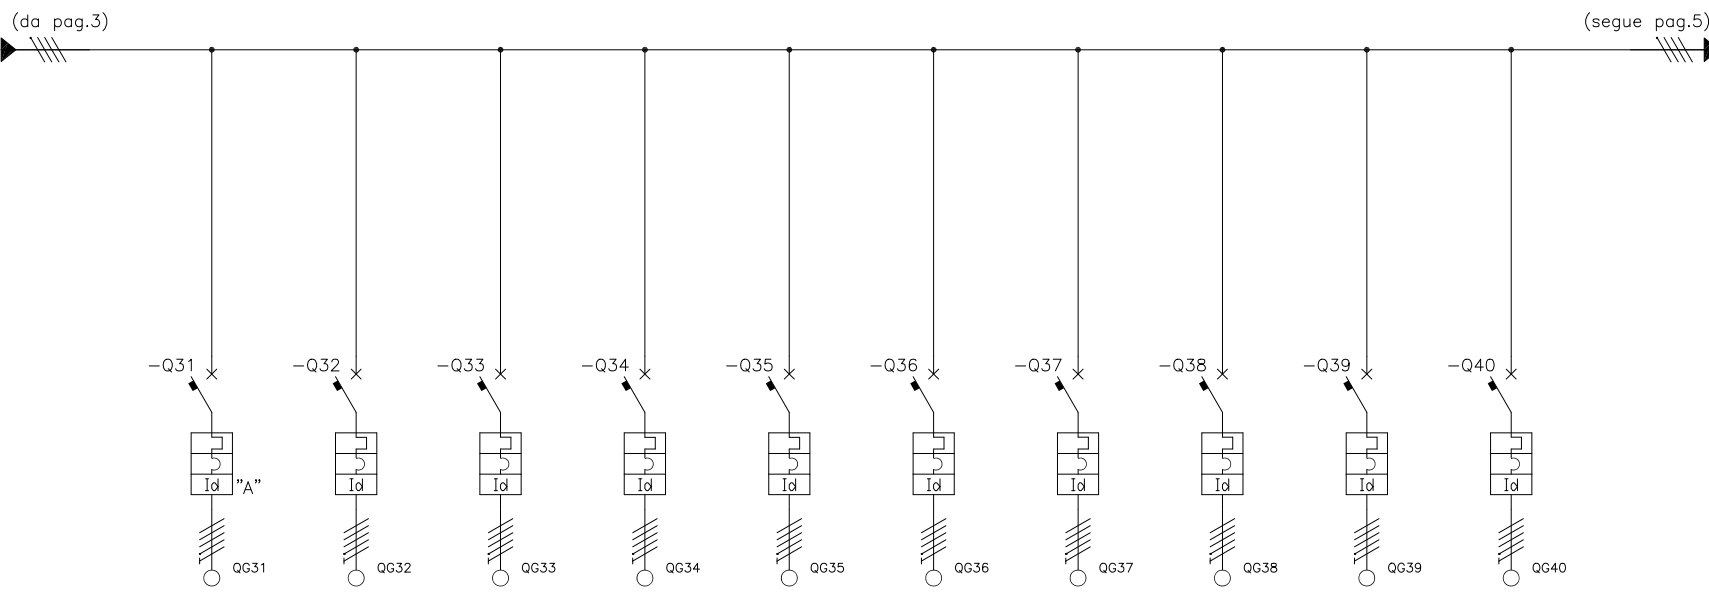 (da pag.3) (segue pag.5)
-Q31 -Q32 -Q33 -Q34 -Q35 -Q36 -Q37 -Q38 -Q39 -Q40
Id "A" Id Id Id Id Id Id Id Id Id
QG31 QG32 QG33 QG34 QG35 QG36 QG37 QG38 QG39 QG40